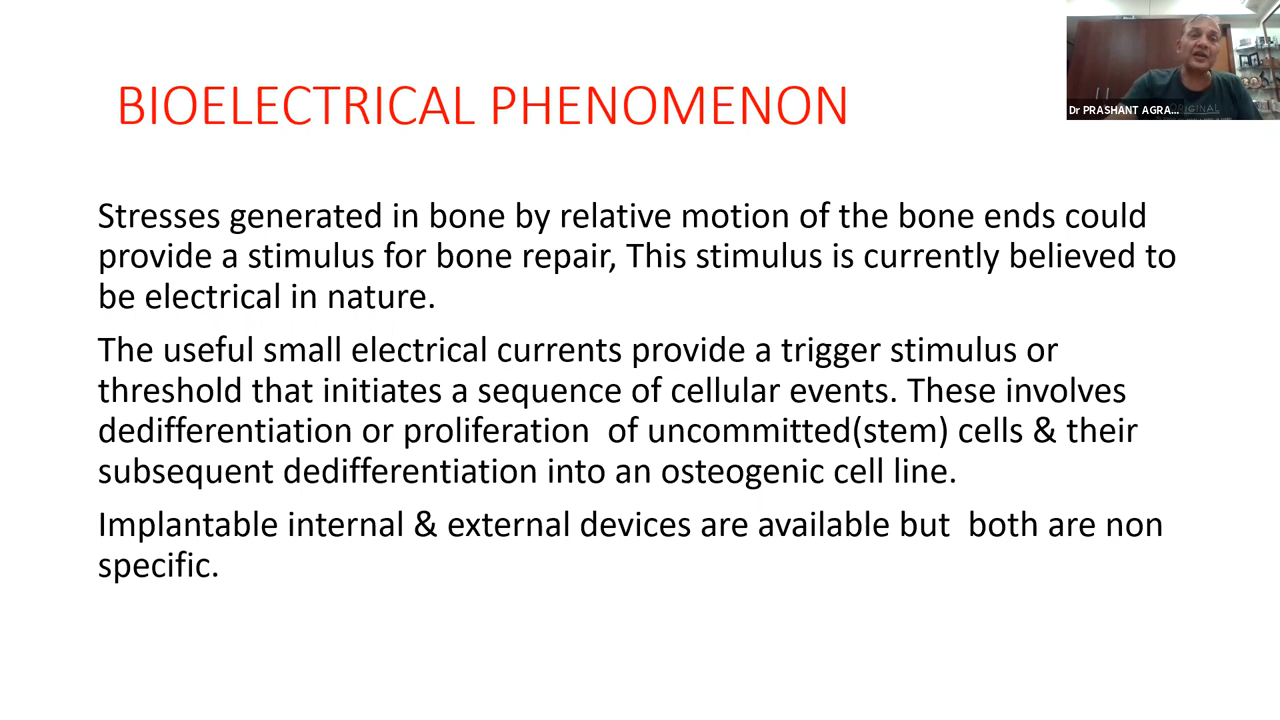 BIOELECTRICAL PHENOMENON
Dr PRASHANT AGRA...
ORIGINAL
Stresses generated in bone by relative motion of the bone ends could
provide a stimulus for bone repair, This stimulus is currently believed to
be electrical in nature.
The useful small electrical currents provide a trigger stimulus or
threshold that initiates a sequence of cellular events. These involves
dedifferentiation or proliferation  of uncommitted(stem) cells & their
subsequent dedifferentiation into an osteogenic cell line.
Implantable internal & external devices are available but  both are non
specific.